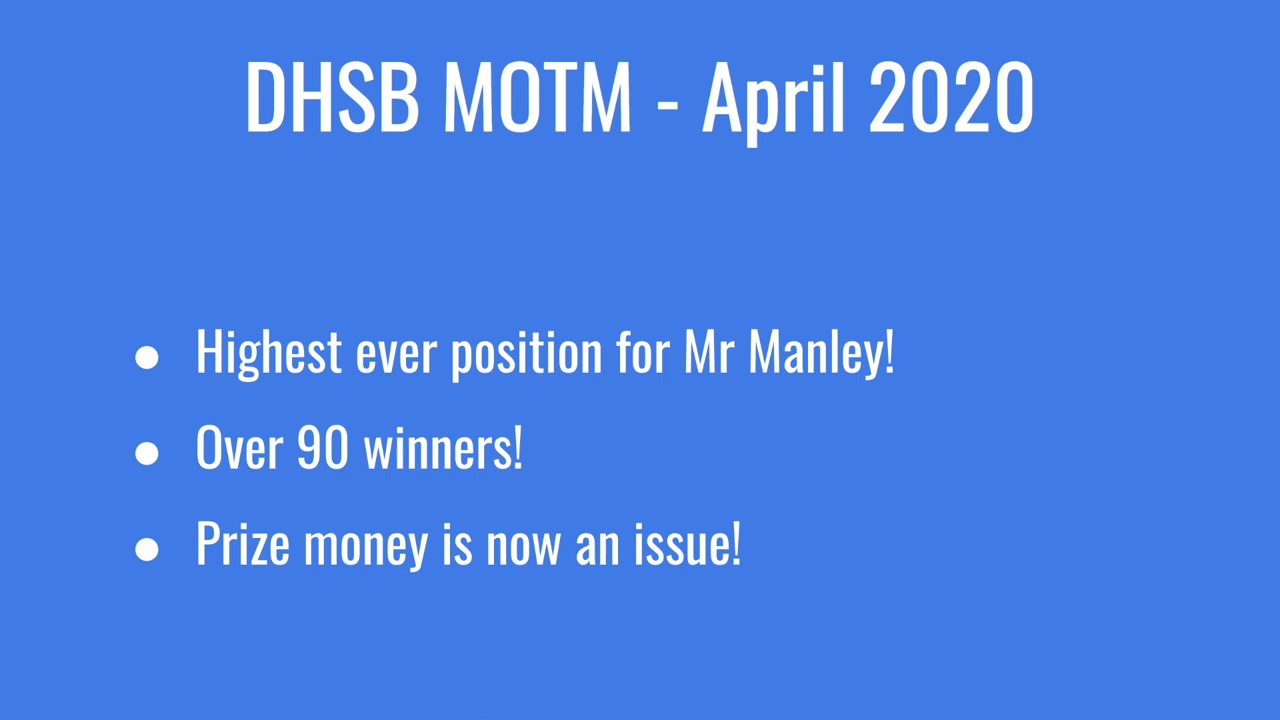 DHSB MOTM - April 2020
● Highest ever position for Mr Manley!
● Over 90 winners!
● Prize money is now an issue!